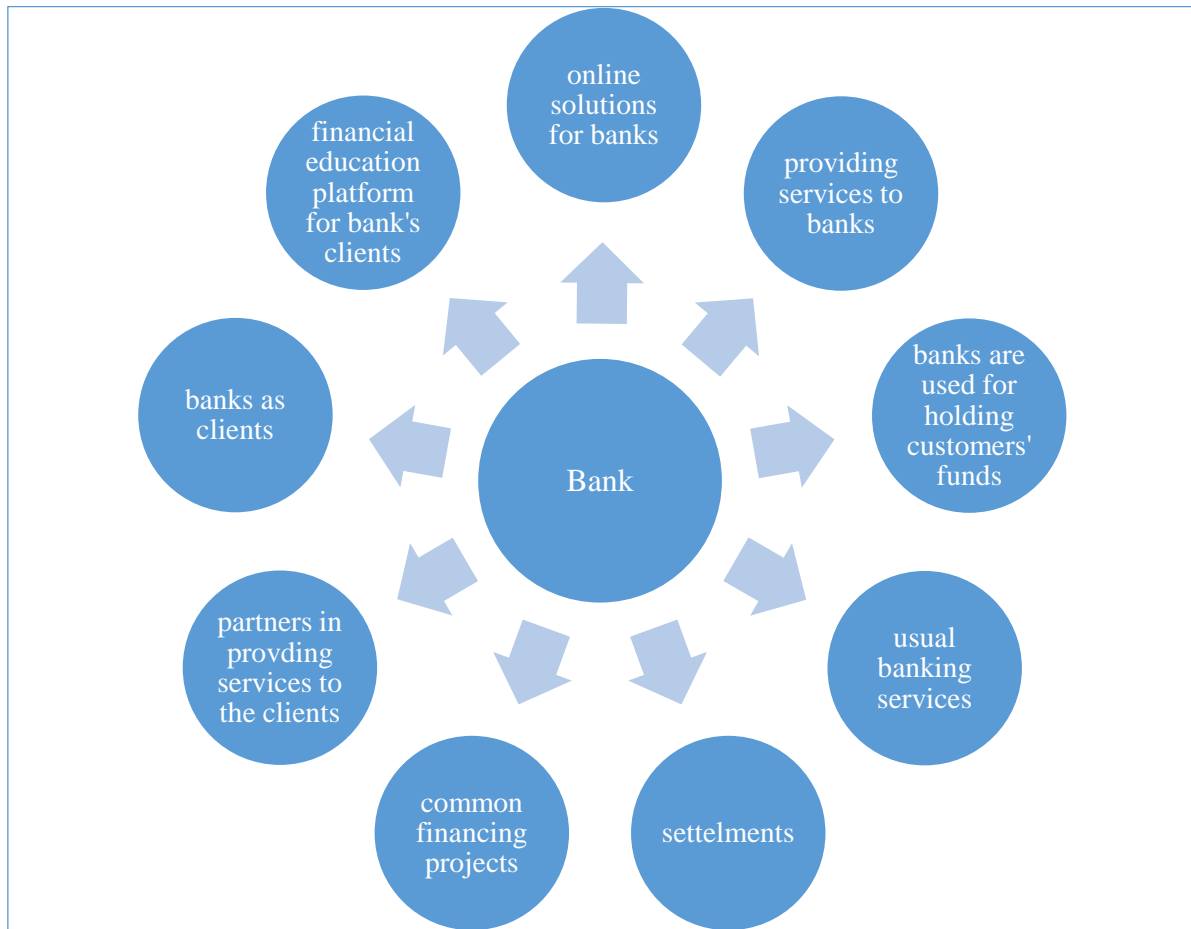 online
solutions
for banks
providing
services to
banks
banks are
used for
holding
customers'
funds
usual
banking
services
settelments
common
financing
projects
partners in
provding
services to
the clients
banks as
clients
financial
education
platform
for bank's
clients
Bank